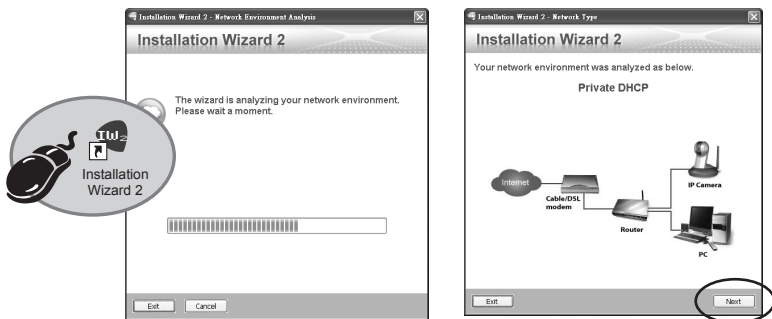 Installation Wizard 2 - Network Environment Analysis
Installation Wizard 2
The wizard is analyzing your network environment.
Please wait a moment.
IW2
Installation
Wizard 2
Exit
Cancel
Installation Wizard 2 - Network Type
Installation Wizard 2
Your network environment was analyzed as below.
Private DHCP
Internet
Cable/DSL
modem
Router
IP Camera
PC
Exit
Next